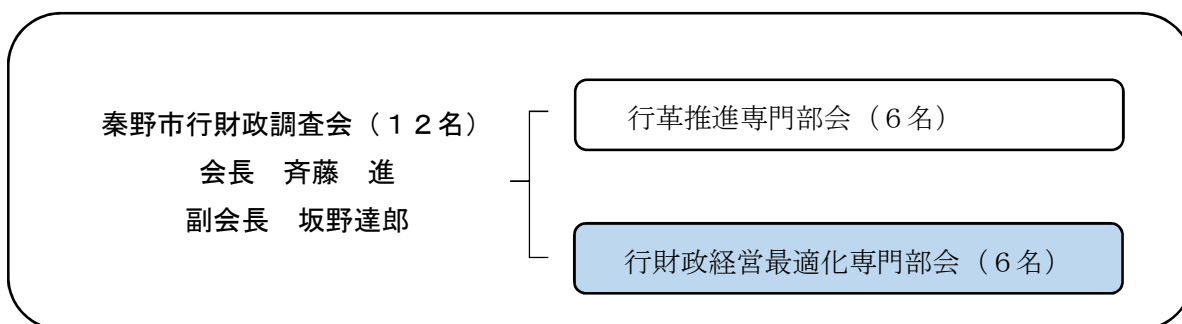 秦野市行財政調査会(12名)
会長 斉藤 進
副会長 坂野達郎
行革推進専門部会(6名)
行財政経営最適化専門部会(6名)